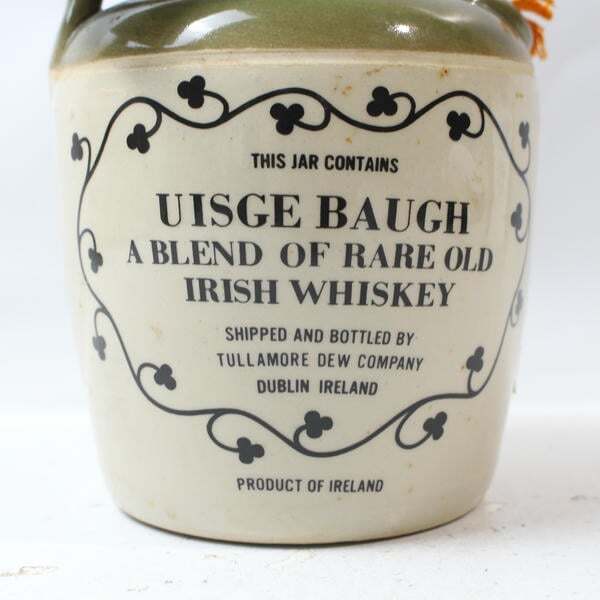 THIS JAR CONTAINS
UISGE BAUGH
A BLEND OF RARE OLD
IRISH WHISKEY
SHIPPED AND BOTTLED BY
TULLAMORE DEW COMPANY
DUBLIN IRELAND
PRODUCT OF IRELAND